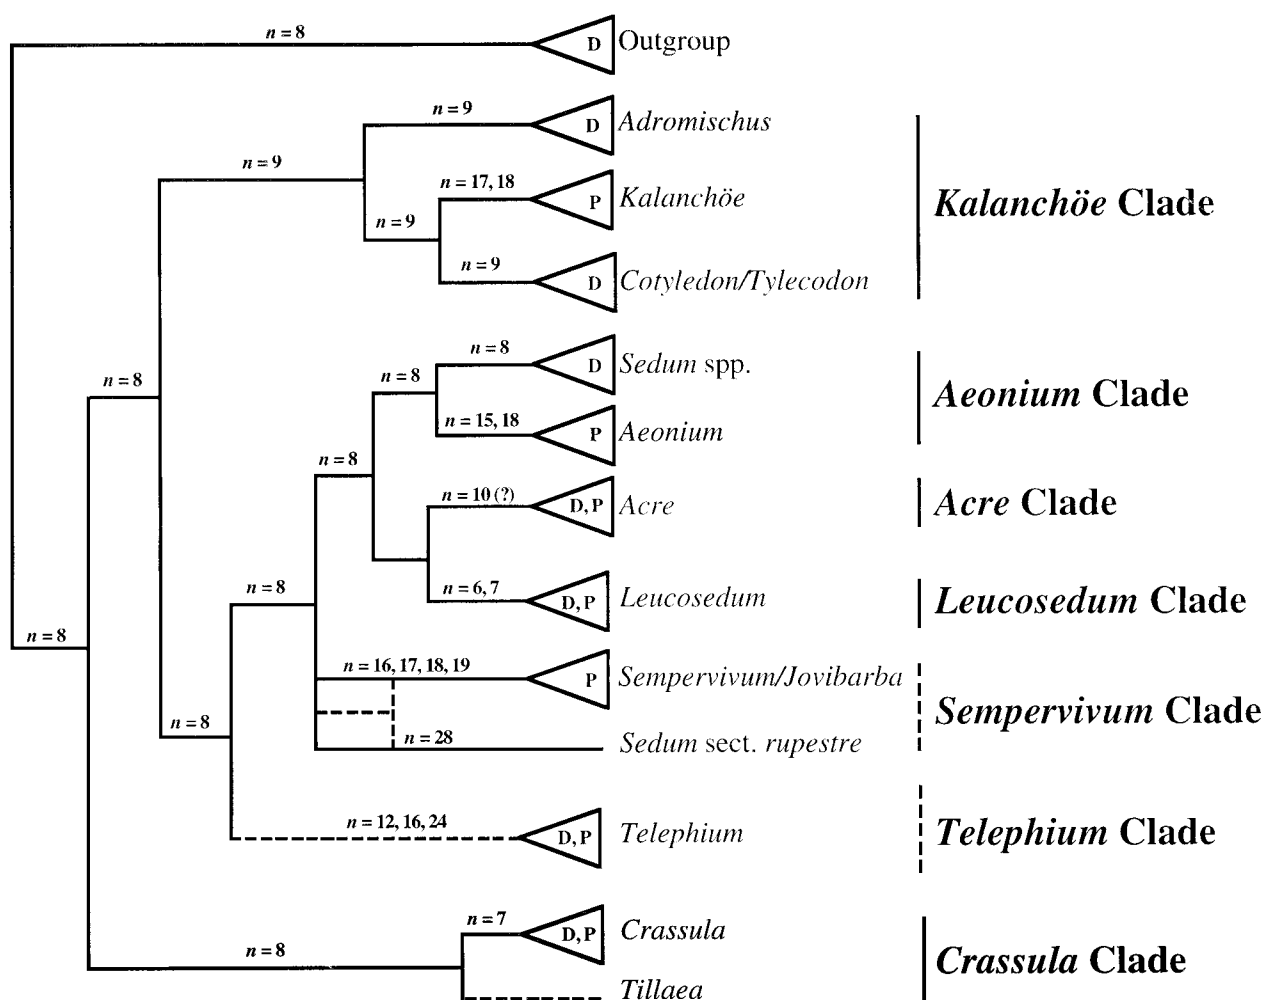 n = 8
D Outgroup
n = 9
D Adromischus
n = 9
n = 17, 18
P Kalanchöe
n = 9
Kalanchöe Clade
n = 9
D Cotyledon/Tylecodon
n = 8
D Sedum spp.
n = 8
n = 8
Aeonium Clade
n = 15, 18
P Aeonium
n = 8
n = 10 (?)
D, P Acre
Acre Clade
n = 6, 7
D, P Leucosedum
Leucosedum Clade
n = 8
n = 8
n = 16, 17, 18, 19
P Sempervivum/Jovibarba
Sempervivum Clade
n = 8
n = 28
Sedum sect. rupestre
n = 12, 16, 24
D, P Telephium
Telephium Clade
n = 7
D, P Crassula
n = 8
Crassula Clade
Tillaea